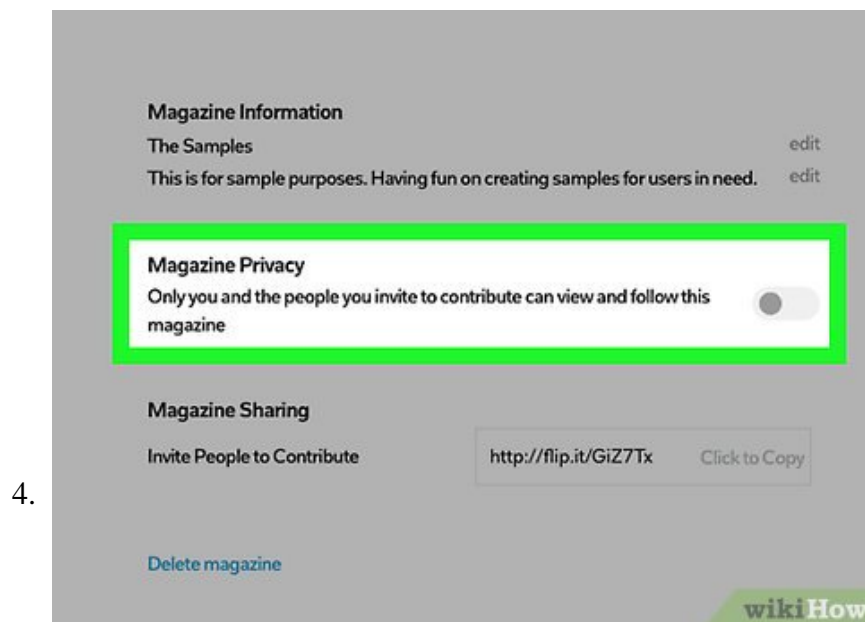 Magazine Information
The Samples edit
This is for sample purposes. Having fun on creating samples for users in need. edit
Magazine Privacy
Only you and the people you invite to contribute can view and follow this
magazine
Magazine Sharing
Invite People to Contribute http://flip.it/GiZ7Tx Click to Copy
4.
Delete magazine
wikiHow